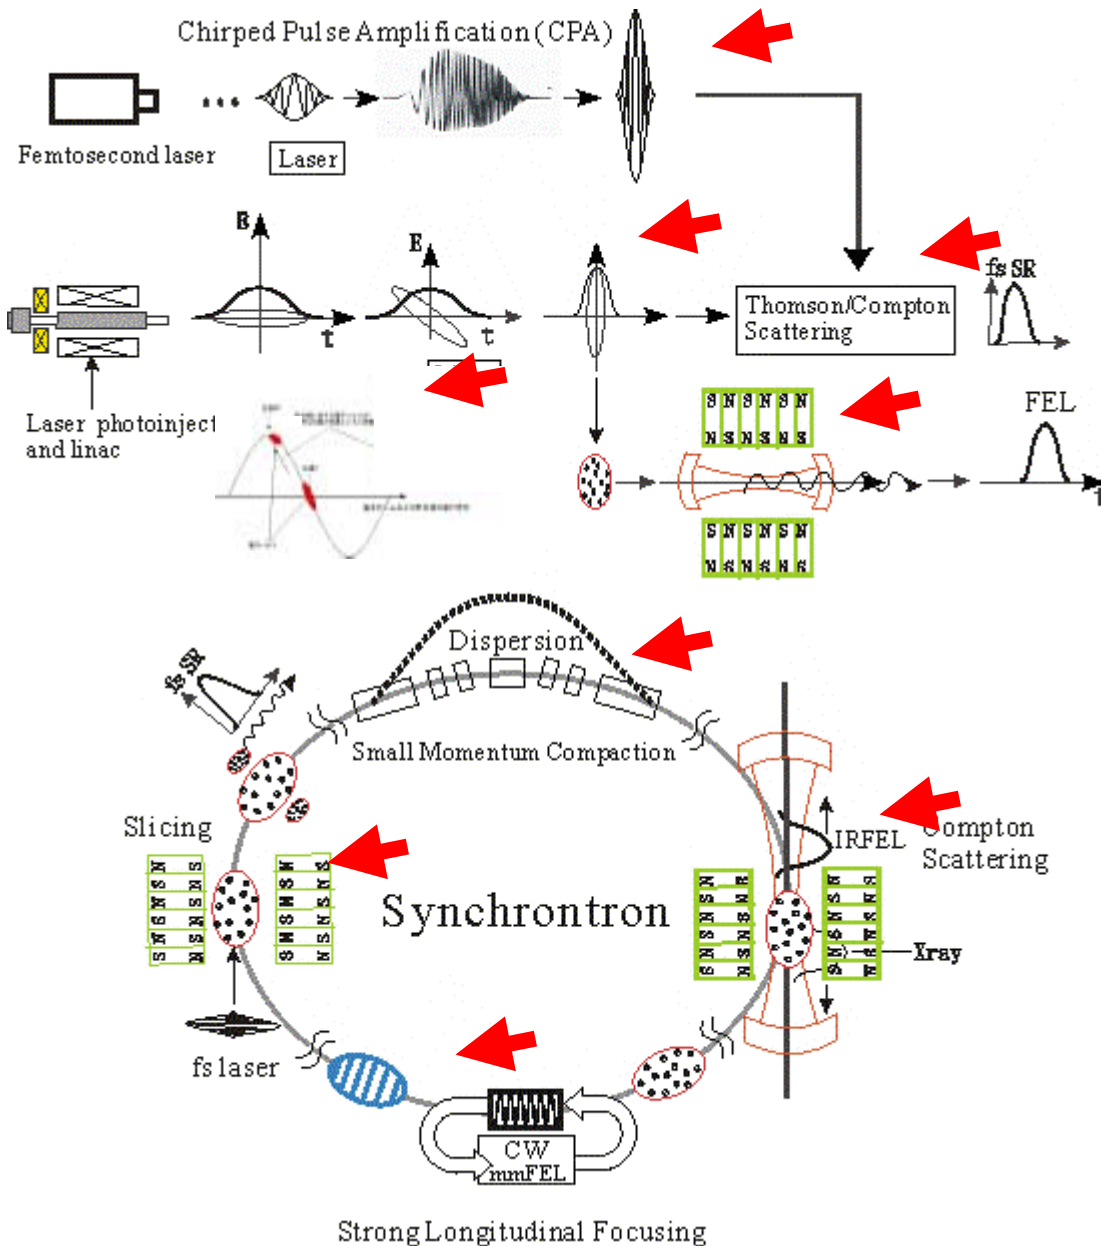 Chirped Pulse Amplification (CPA)
Femtosecond laser
Laser
E
t
E
t
fs SR
Thomson/Compton
Scattering
Laser photoinject
and linac
S N S N S N
N S N S N S
FEL
t
S N S N S N
N S N S N S
Dispersion
fs SR
Small Momentum Compaction
Slicing
IRFEL
Compton
Scattering
Synchrontron
Xray
fs laser
CW
mmFEL
Strong Longitudinal Focusing